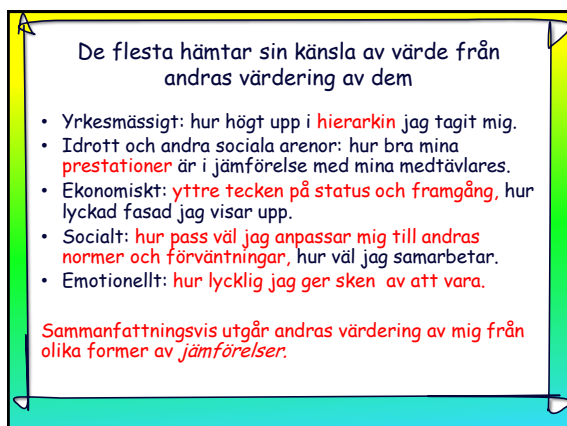 De flesta hämtar sin känsla av värde från
andras värdering av dem
• Yrkesmässigt: hur högt upp i hierarkin jag tagit mig.
• Idrott och andra sociala arenor: hur bra mina
prestationer är i jämförelse med mina medtävlares.
• Ekonomiskt: yttre tecken på status och framgång, hur
lyckad fasad jag visar upp.
• Socialt: hur pass väl jag anpassar mig till andras
normer och förväntningar, hur väl jag samarbetar.
• Emotionellt: hur lycklig jag ger sken av att vara.
Sammanfattningsvis utgår andras värdering av mig från
olika former av jämförelser.